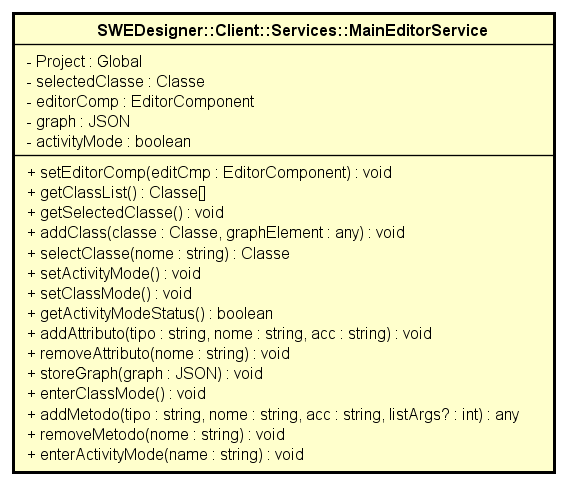 SWEDesigner::Client::Services::MainEditorService
- Project : Global
- selectedClasse : Classe
- editorComp : EditorComponent
- graph : JSON
- activityMode : boolean
+ setEditorComp(editCmp : EditorComponent) : void
+ getClassList() : Classe[]
+ getSelectedClasse() : void
+ addClass(classe : Classe, graphElement : any) : void
+ selectClasse(nome : string) : Classe
+ setActivityMode() : void
+ setClassMode() : void
+ getActivityModeStatus() : boolean
+ addAttributo(tipo : string, nome : string, acc : string) : void
+ removeAttributo(nome : string) : void
+ storeGraph(graph : JSON) : void
+ enterClassMode() : void
+ addMetodo(tipo : string, nome : string, acc : string, listArgs? : int) : any
+ removeMetodo(nome : string) : void
+ enterActivityMode(name : string) : void